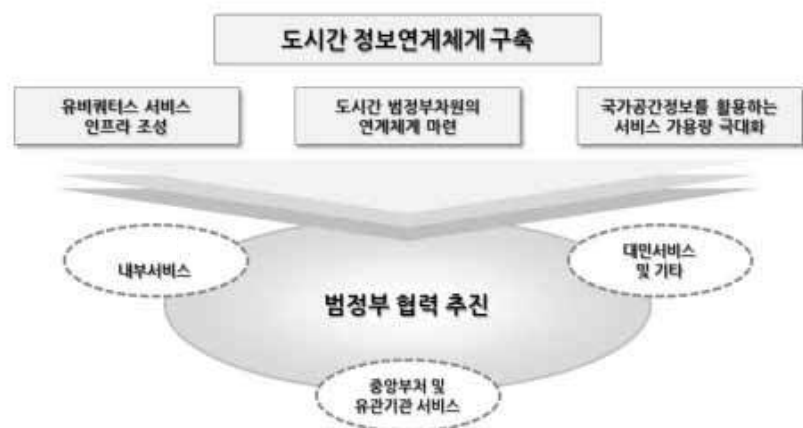 도시간 정보연계체계 구축
유비쿼터스 서비스
인프라 조성
도시간 범정부차원의
연계체계 마련
국가공간정보를 활용하는
서비스 가용량 극대화
내부서비스
대민서비스
및 기타
범정부 협력 추진
중앙부처 및
유관기관 서비스